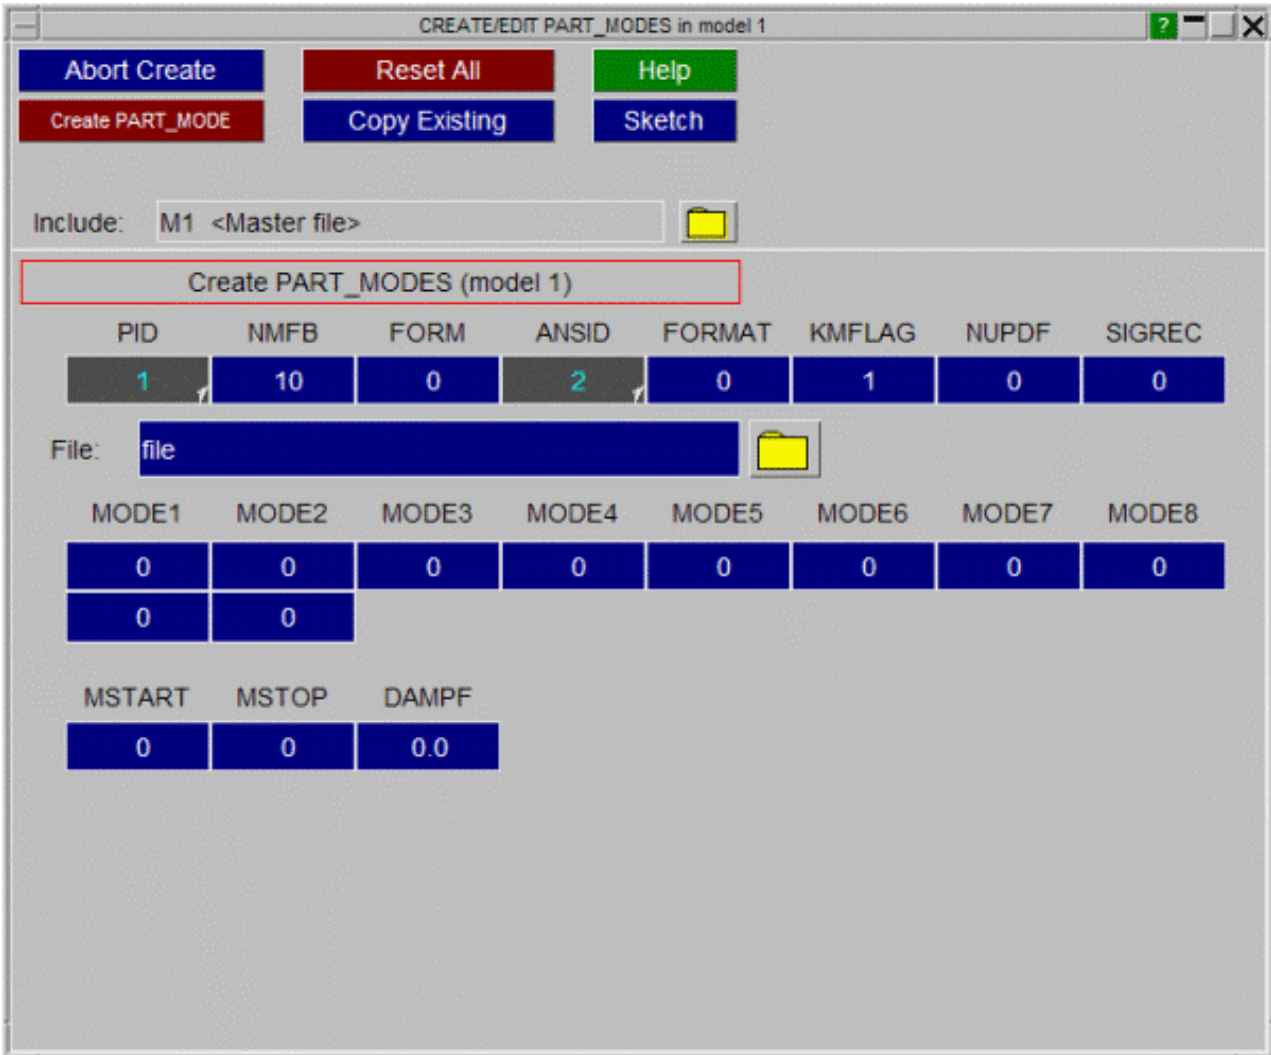 CREATE/EDIT PART_MODES in model 1 ?
Abort Create Reset All Help
Create PART_MODE Copy Existing Sketch
Include: M1 <Master file>
Create PART_MODES (model 1)
PID NMFB FORM ANSID FORMAT KMFLAG NUPDF SIGREC
1 10 0 2 0 1 0 0
File: file
MODE1 MODE2 MODE3 MODE4 MODE5 MODE6 MODE7 MODE8
0 0 0 0 0 0 0 0
0 0
MSTART MSTOP DAMPF
0 0 0.0